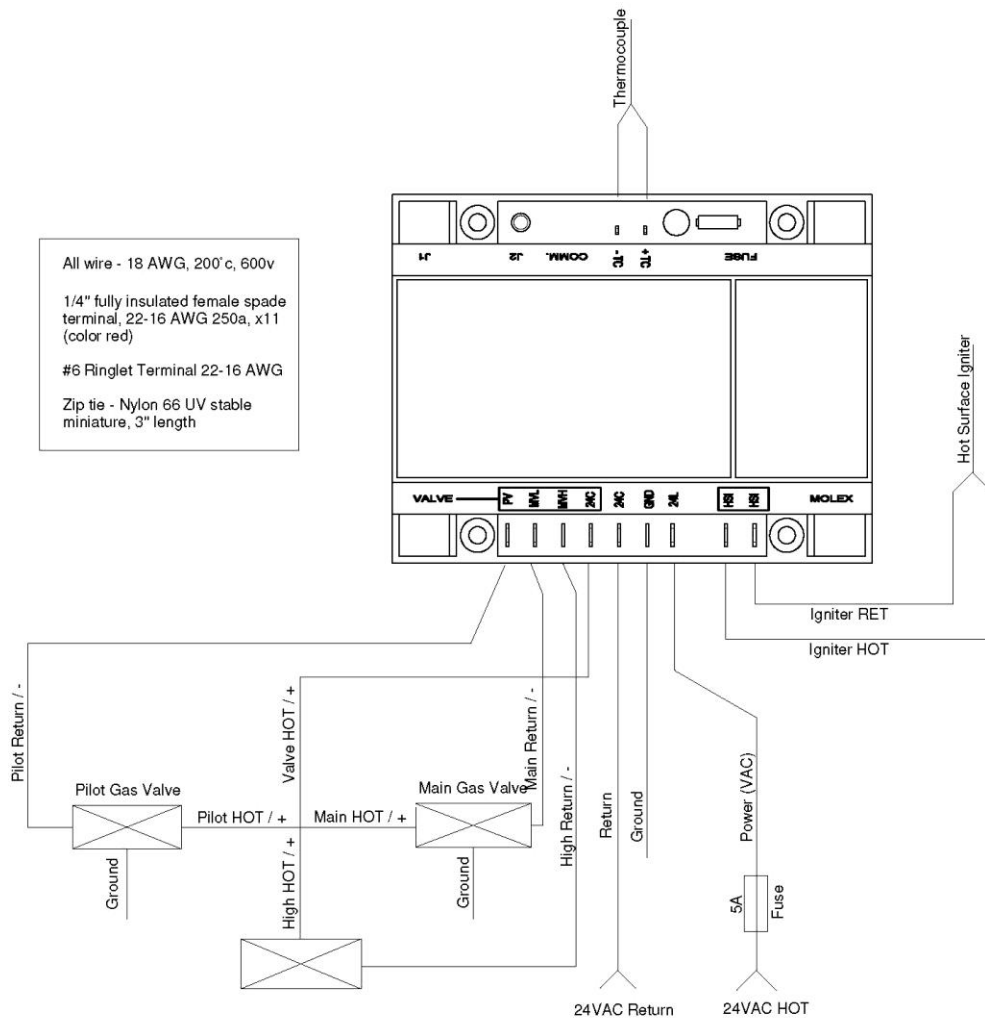 Thermocouple
All wire - 18 AWG, 200°c, 600v
1/4" fully insulated female spade
terminal, 22-16 AWG 250a, x11
(color red)
#6 Ringlet Terminal 22-16 AWG
Zip tie - Nylon 66 UV stable
miniature, 3" length
J1
J2
COMM.
- TC
+ TC
FUSE
VALVE
PV
MVL
MVH
24C
24C
GND
24L
HSI
HSI
MOLEX
Hot Surface Igniter
Igniter RET
Igniter HOT
Pilot Return / -
Valve HOT / +
Main Return / -
High Return / -
Pilot Gas Valve
Main Gas Valve
Pilot HOT / +
Main HOT / +
Ground
High HOT / +
Ground
Return
Ground
Power (VAC)
5A
Fuse
24VAC Return
24VAC HOT